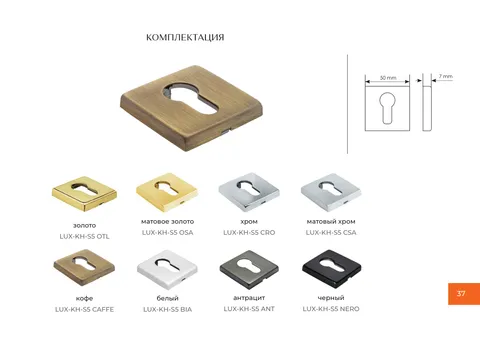 КОМПЛЕКТАЦИЯ
50 mm
7 mm
золото
LUX-KH-S5 OTL
матовое золото
LUX-KH-S5 OSA
хром
LUX-KH-S5 CRO
матовый хром
LUX-KH-S5 CSA
кофе
LUX-KH-S5 CAFFE
белый
LUX-KH-S5 BIA
антрацит
LUX-KH-S5 ANT
черный
LUX-KH-S5 NERO
37